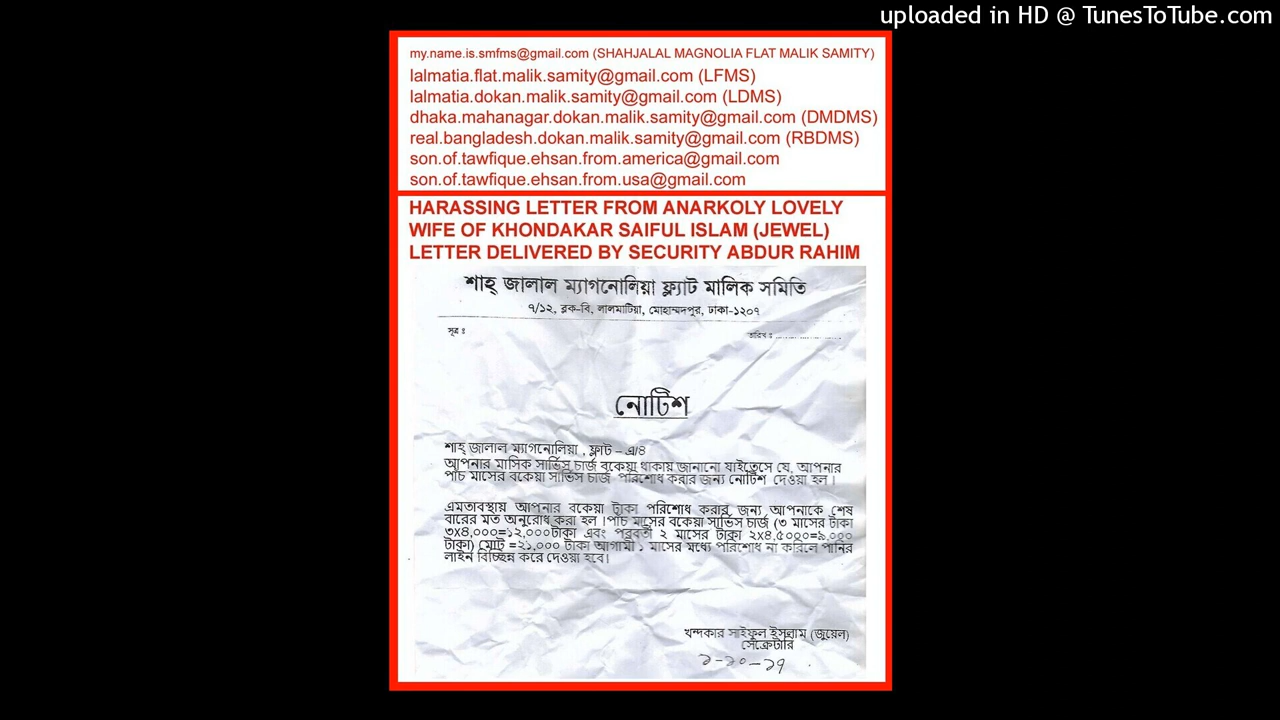 uploaded in HD @ TunesToTube.com
my.name.is.smfms@gmail.com (SHAHJALAL MAGNOLIA FLAT MALIK SAMITY)
lalmatia.flat.malik.samity@gmail.com (LFMS)
lalmatia.dokan.malik.samity@gmail.com (LDMS)
dhaka.mahanagar.dokan.malik.samity@gmail.com (DMDMS)
real.bangladesh.dokan.malik.samity@gmail.com (RBDMS)
son.of.tawfique.ehsan.from.america@gmail.com
son.of.tawfique.ehsan.from.usa@gmail.com
HARASSING LETTER FROM ANARKOLY LOVELY
WIFE OF KHONDAKAR SAIFUL ISLAM (JEWEL)
LETTER DELIVERED BY SECURITY ABDUR RAHIM
শাহ্ জালাল ম্যাগনোলিয়া ফ্ল্যাট মালিক সমিতি
৭/১২, ব্লক-বি, লালমাটিয়া, মোহাম্মদপুর, ঢাকা-১২০৭
সূত্র ঃ
তারিখ ঃ
নোটিশ
শাহ্ জালাল ম্যাগনোলিয়া , ফ্লাট – এ/৪
আপনার মাসিক সার্ভিস চার্জ বকেয়া থাকায় জানানো যাইতেসে যে, আপনার
পাঁচ মাসের বকেয়া সার্ভিস চার্জ পরিশোধ করার জন্য নোটিশ দেওয়া হল ।
এমতাবস্থায় আপনার বকেয়া টাকা পরিশোধ করার জন্য আপনাকে শেষ
বারের মত অনুরোধ করা হল ।পাঁচ মাসের বকেয়া সার্ভিস চার্জ (৩ মাসের টাকা
৩X৪,০০০=১২,০০০টাকা এবং পরবর্তী ২ মাসের টাকা ২X৪,৫০০=৯,০০০
টাকা) মোট =২১,০০০ টাকা আগামী ১ মাসের মধ্যে পরিশোধ না করিলে পানির
লাইন বিচ্ছিন্ন করে দেওয়া হবে।
খন্দকার সাইফুল ইসলাম (জুয়েল)
সেক্রেটারি
১-১০-১৭